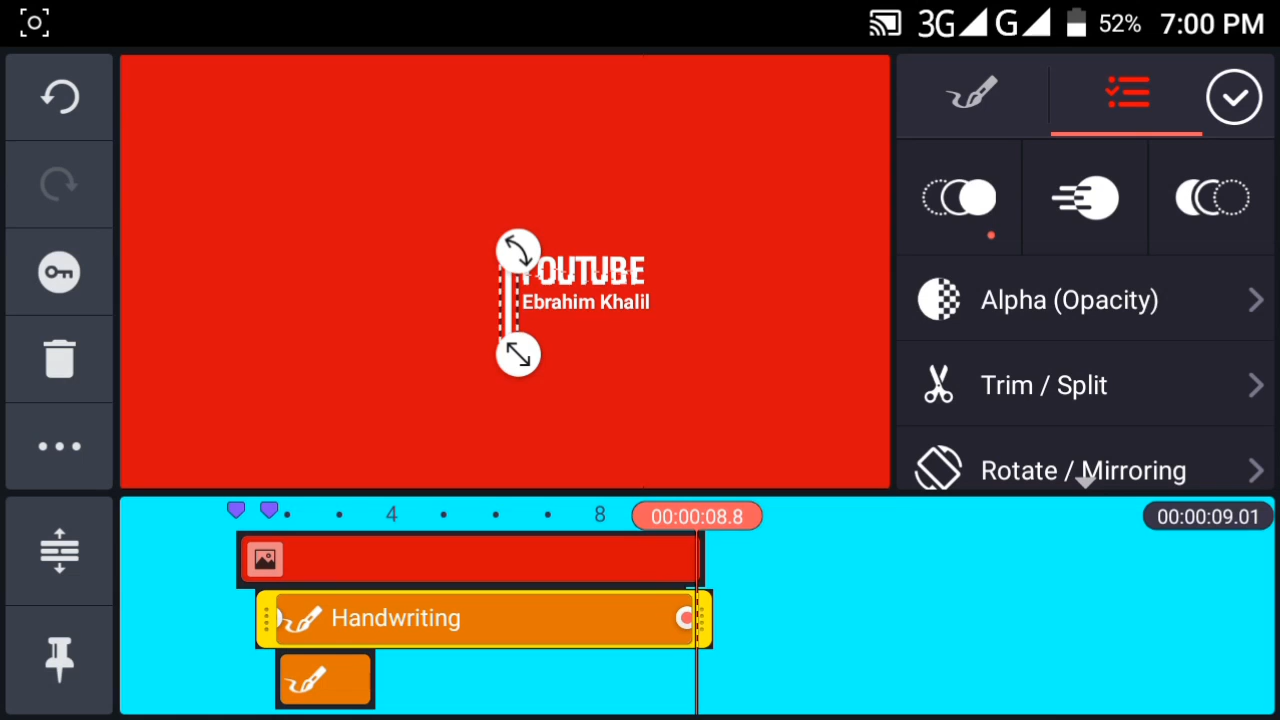 3G G 52% 7:00 PM
YOUTUBE
Ebrahim Khalil
Alpha (Opacity)
Trim / Split
Rotate / Mirroring
4 8 00:00:08.8 00:00:09.01
Handwriting